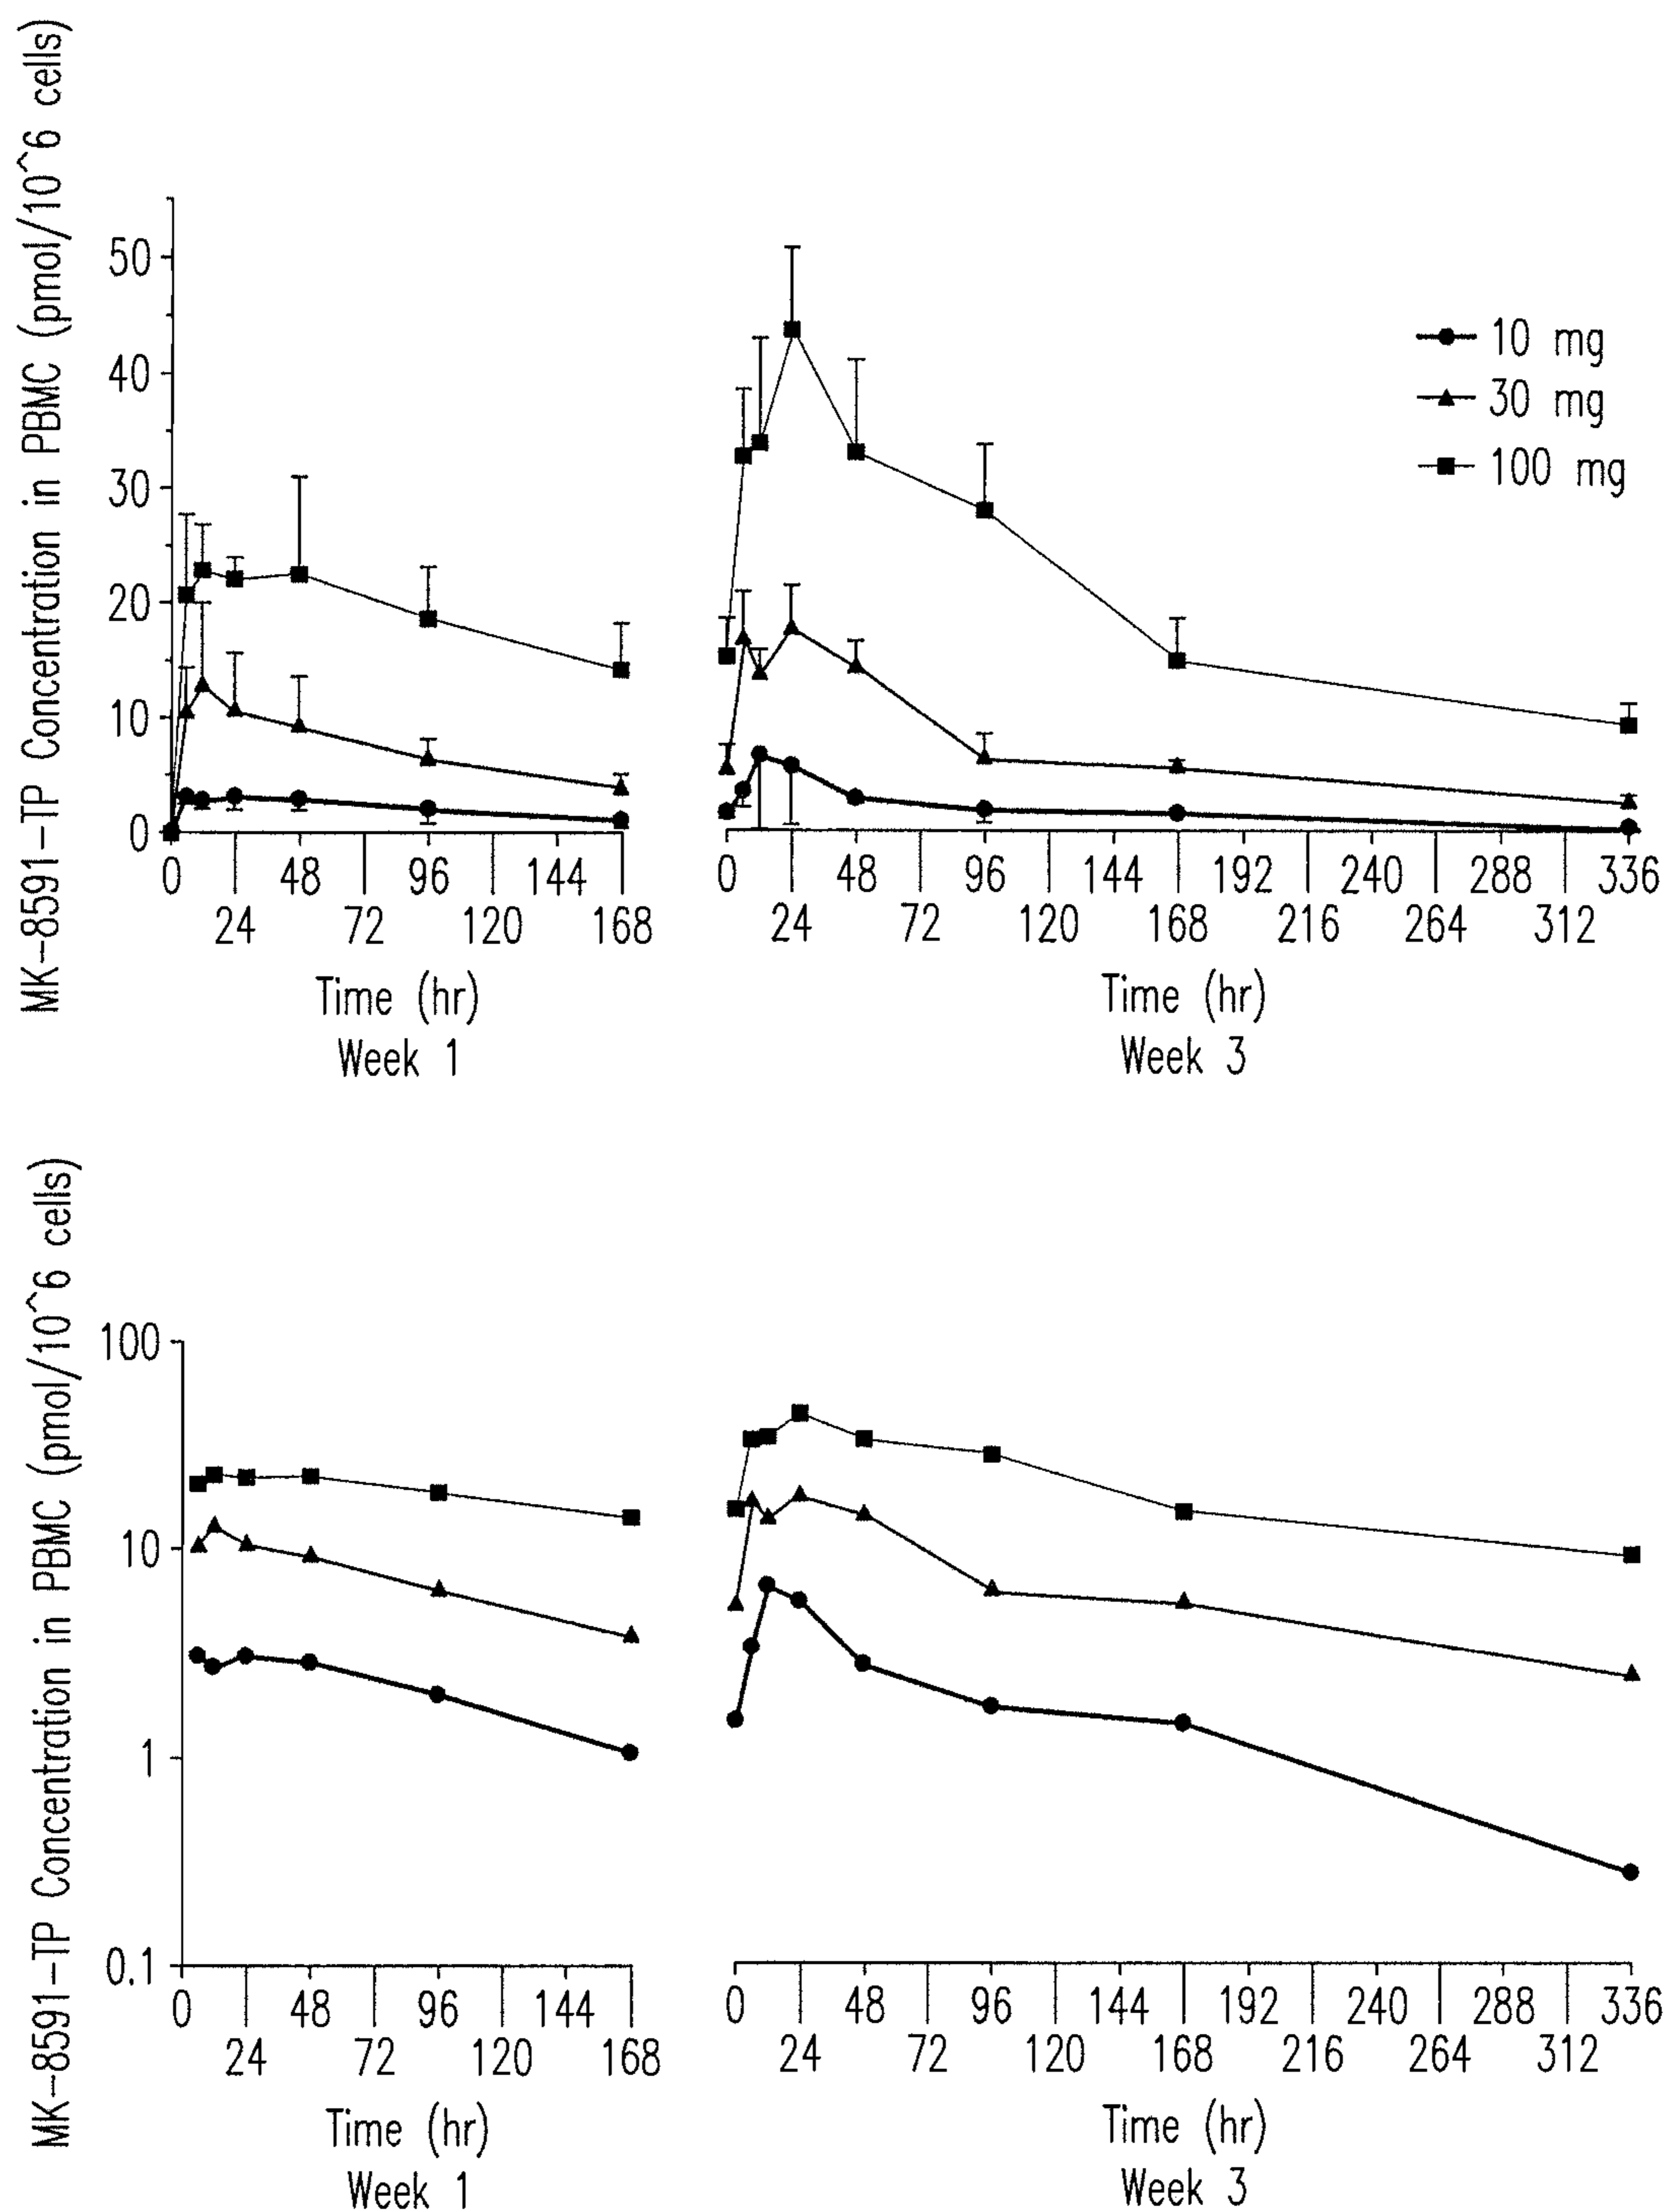 MK-8591-TP Concentration in PBMC (pmol/10^6 cells)
50
40
30
20
10
0
10 mg
30 mg
100 mg
0 48 96 144
24 72 120 168
Time (hr)
Week 1
0 48 96 144 192 240 288 336
24 72 120 168 216 264 312
Time (hr)
Week 3
MK-8591-TP Concentration in PBMC (pmol/10^6 cells)
100
10
1
0.1
0 48 96 144
24 72 120 168
Time (hr)
Week 1
0 48 96 144 192 240 288 336
24 72 120 168 216 264 312
Time (hr)
Week 3